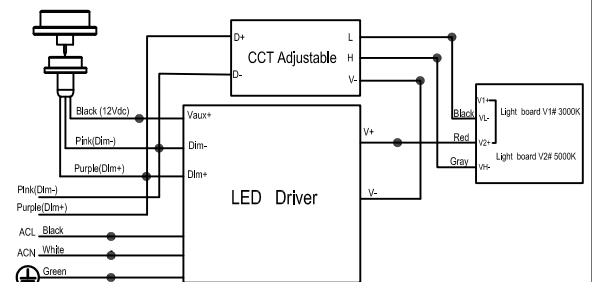 D+
CCT Adjustable
D-
L
H
V-
Black (12Vdc)
Vaux+
Pink(Dim-)
Dim-
Purple(DIm+)
DIm+
PInk(DIm-)
Purple(DIm+)
LED Driver
V+
V-
Black
Red
Gray
V1+
VL-
V2+
VH-
Light board V1# 3000K
Light board V2# 5000K
ACL Black
ACN White
Green